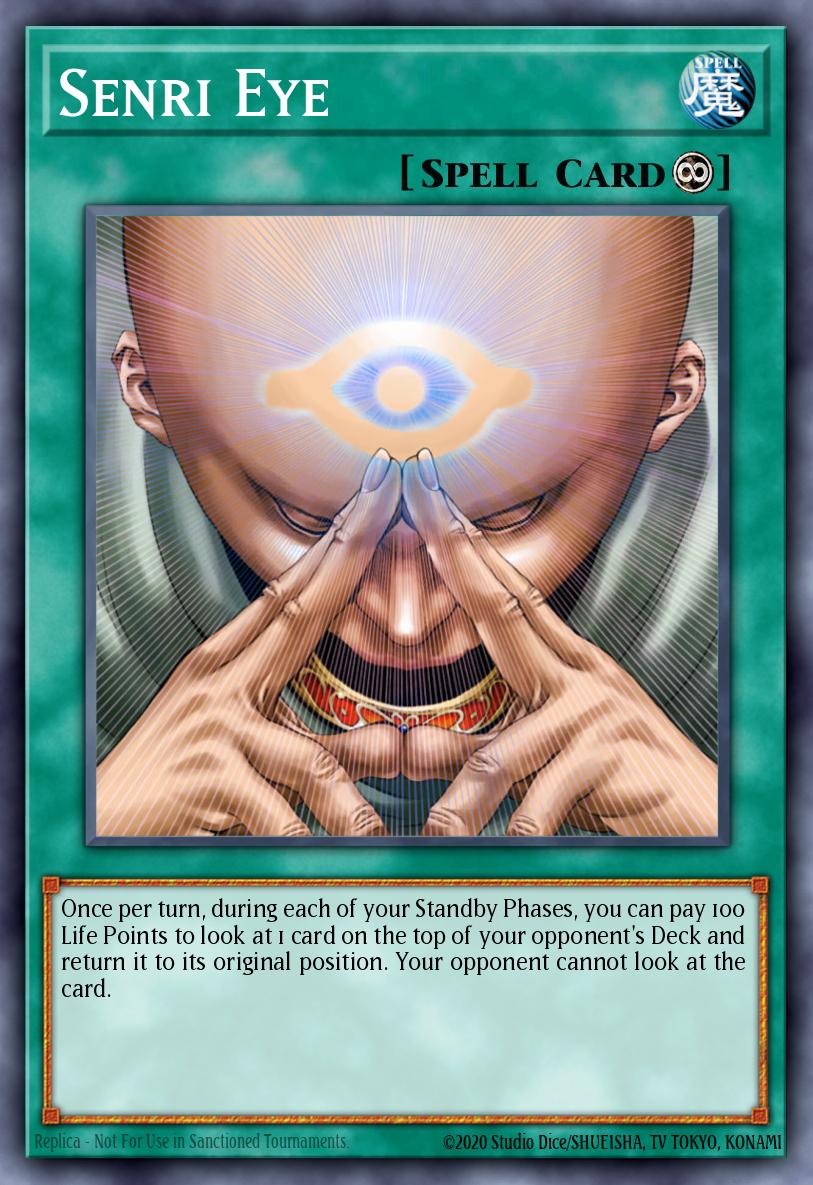 SENRI EYE
SPELL
魔
[SPELL CARD]
Once per turn, during each of your Standby Phases, you can pay 100
Life Points to look at 1 card on the top of your opponent's Deck and
return it to its original position. Your opponent cannot look at the
card.
Replica - Not For Use in Sanctioned Tournaments.
©2020 Studio Dice/SHUEISHA, TV TOKYO, KONAMI